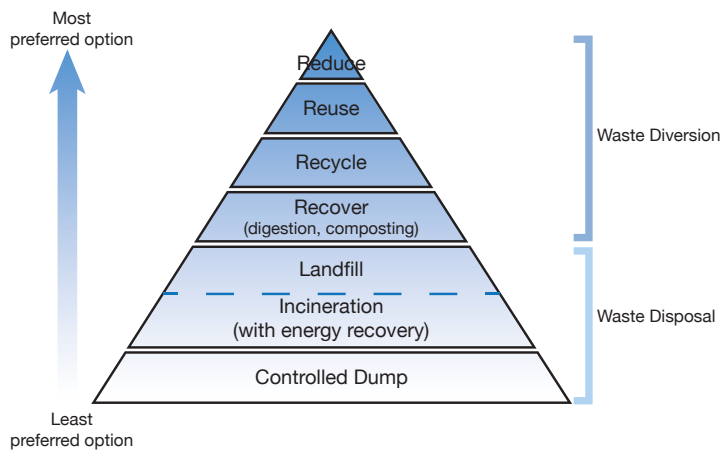 Most
preferred option
Reduce
Reuse
Recycle
Recover
(digestion, composting)
Waste Diversion
Landfill
Incineration
(with energy recovery)
Waste Disposal
Controlled Dump
Least
preferred option